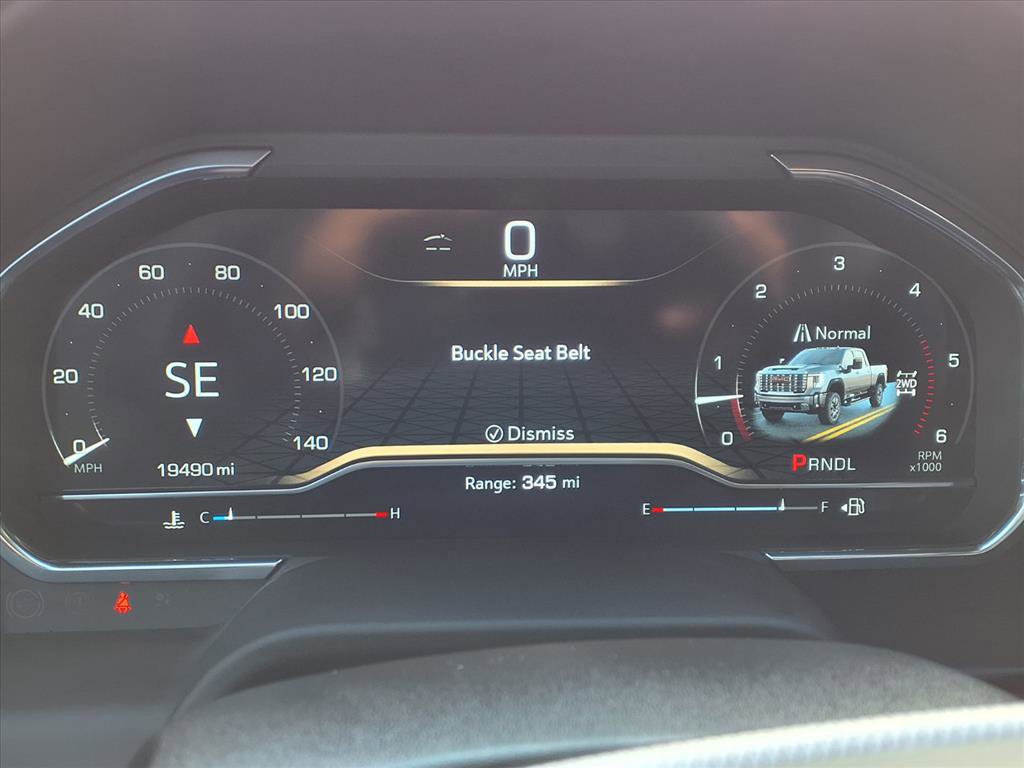 0
MPH
60 80
40 100
20 120
0 140
MPH
SE
19490 mi
Buckle Seat Belt
Dismiss
Range: 345 mi
3
2 4
1 5
0 6
Normal
2WD
PRNDL
RPM
x1000
C H
E F